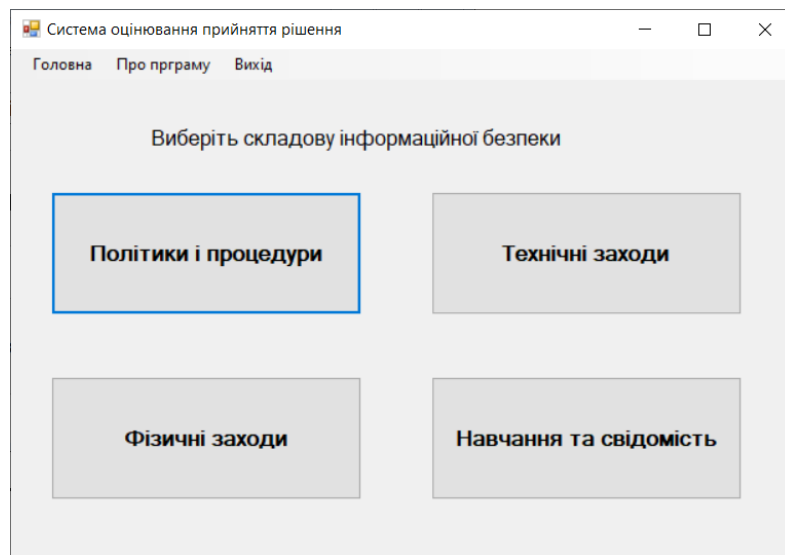 Система оцінювання прийняття рішення
Головна Про прграму Вихід
Виберіть складову інформаційної безпеки
Політики і процедури Технічні заходи
Фізичні заходи Навчання та свідомість